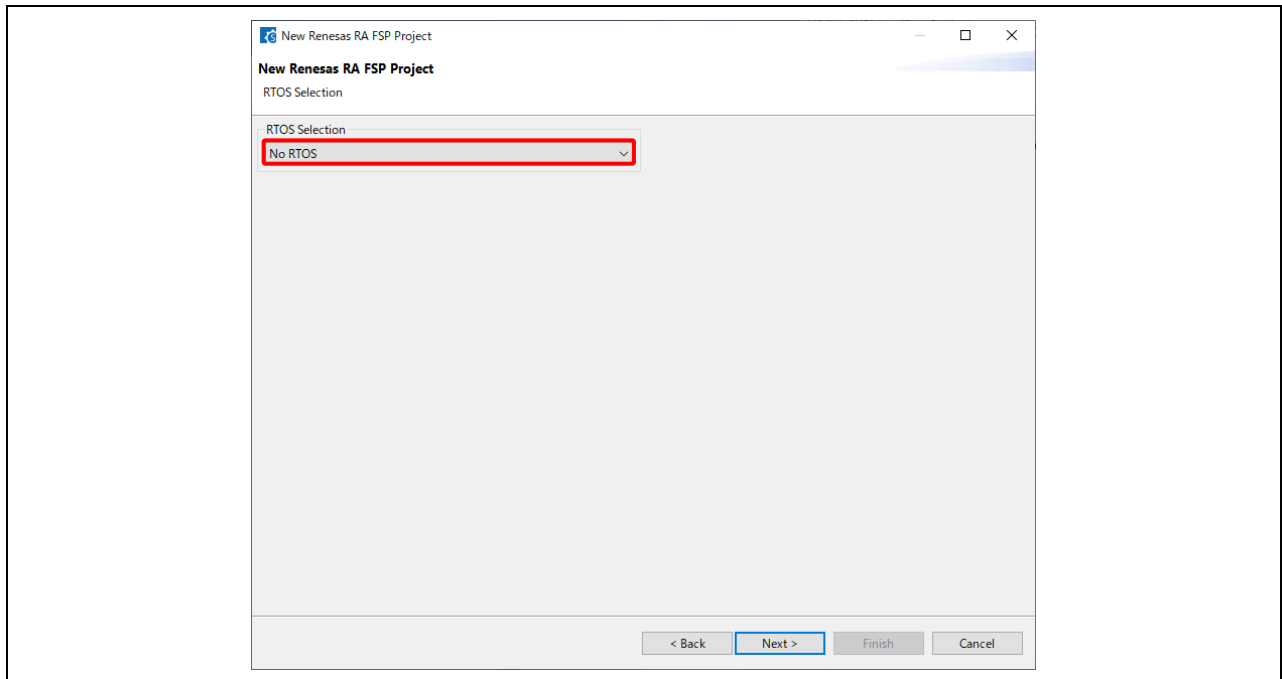 New Renesas RA FSP Project
New Renesas RA FSP Project
RTOS Selection
RTOS Selection
No RTOS
< Back Next > Finish Cancel